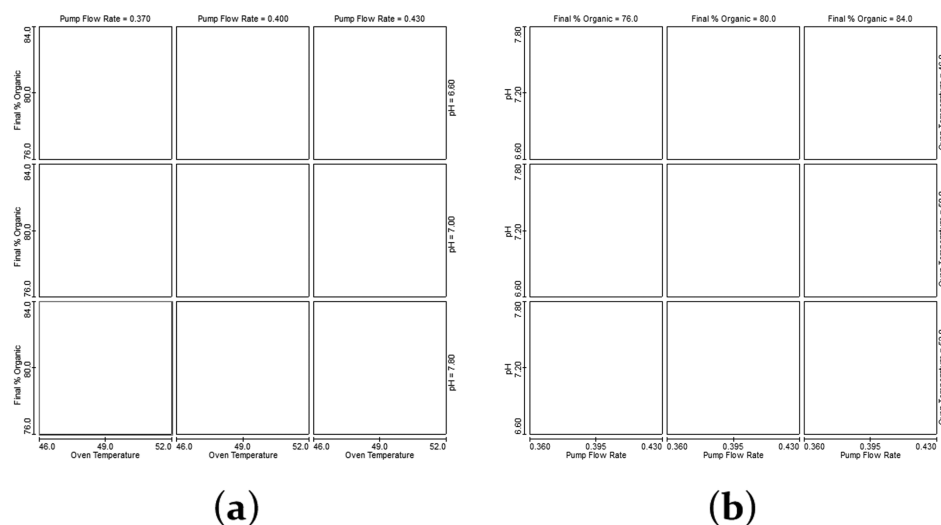 Pump Flow Rate = 0.370 Pump Flow Rate = 0.400 Pump Flow Rate = 0.430
84.0
80.0
76.0
Final % Organic
pH = 6.60
84.0
80.0
76.0
Final % Organic
pH = 7.00
84.0
80.0
76.0
Final % Organic
pH = 7.80
46.0 49.0 52.0 46.0 49.0 52.0 46.0 49.0 52.0
Oven Temperature Oven Temperature Oven Temperature
(a)
Final % Organic = 76.0 Final % Organic = 80.0 Final % Organic = 84.0
7.80
7.20
6.60
pH
7.80
7.20
6.60
pH
7.80
7.20
6.60
pH
0.360 0.395 0.430 0.360 0.395 0.430 0.360 0.395 0.430
Pump Flow Rate Pump Flow Rate Pump Flow Rate
(b)